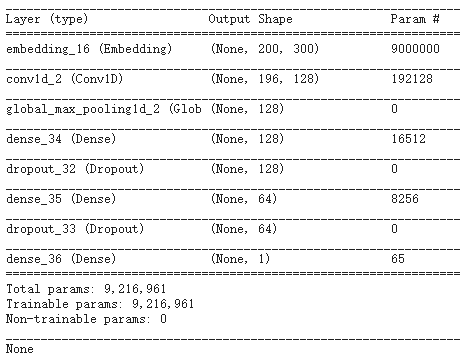 Layer (type) Output Shape Param #
embedding_16 (Embedding) (None, 200, 300) 9000000
conv1d_2 (Conv1D) (None, 196, 128) 192128
global_max_pooling1d_2 (Glob (None, 128) 0
dense_34 (Dense) (None, 128) 16512
dropout_32 (Dropout) (None, 128) 0
dense_35 (Dense) (None, 64) 8256
dropout_33 (Dropout) (None, 64) 0
dense_36 (Dense) (None, 1) 65
Total params: 9,216,961
Trainable params: 9,216,961
Non-trainable params: 0
None